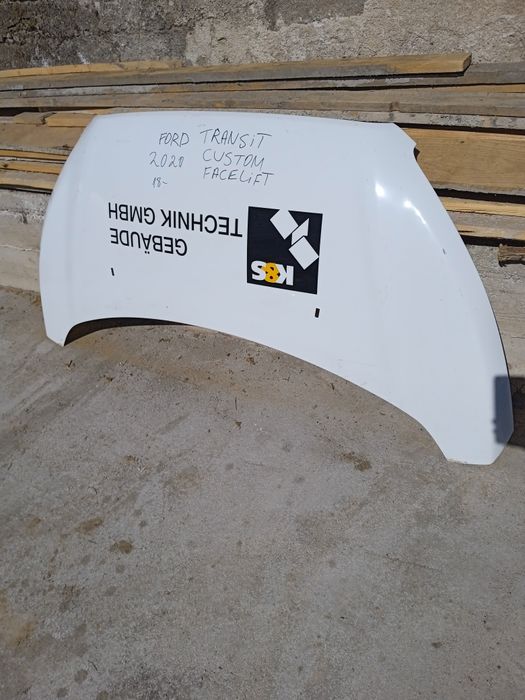 FORD TRANSIT
2020 CUSTOM
18- FACELIFT
K&S
GEBÄUDE
TECHNIK GMBH